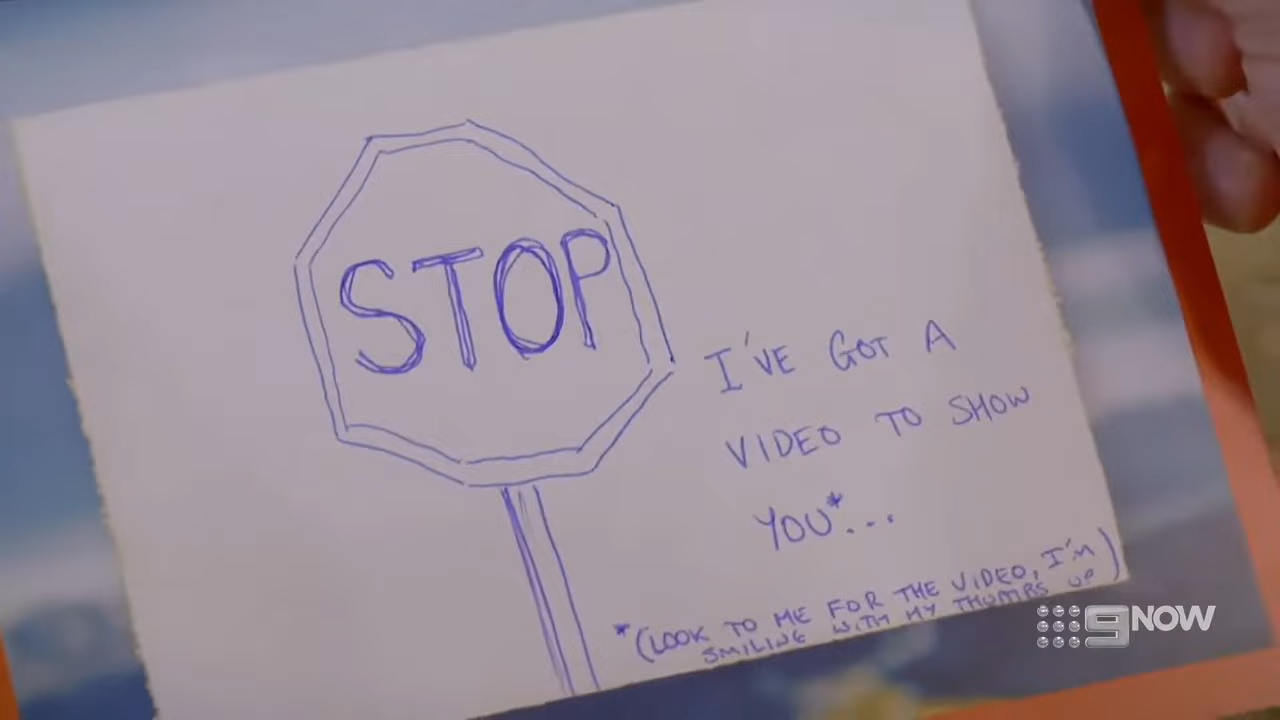 STOP
I'VE GOT A
VIDEO TO SHOW
YOU*...
*(LOOK TO ME FOR THE VIDEO, I'M
SMILING WITH MY THUMBS UP)
9NOW